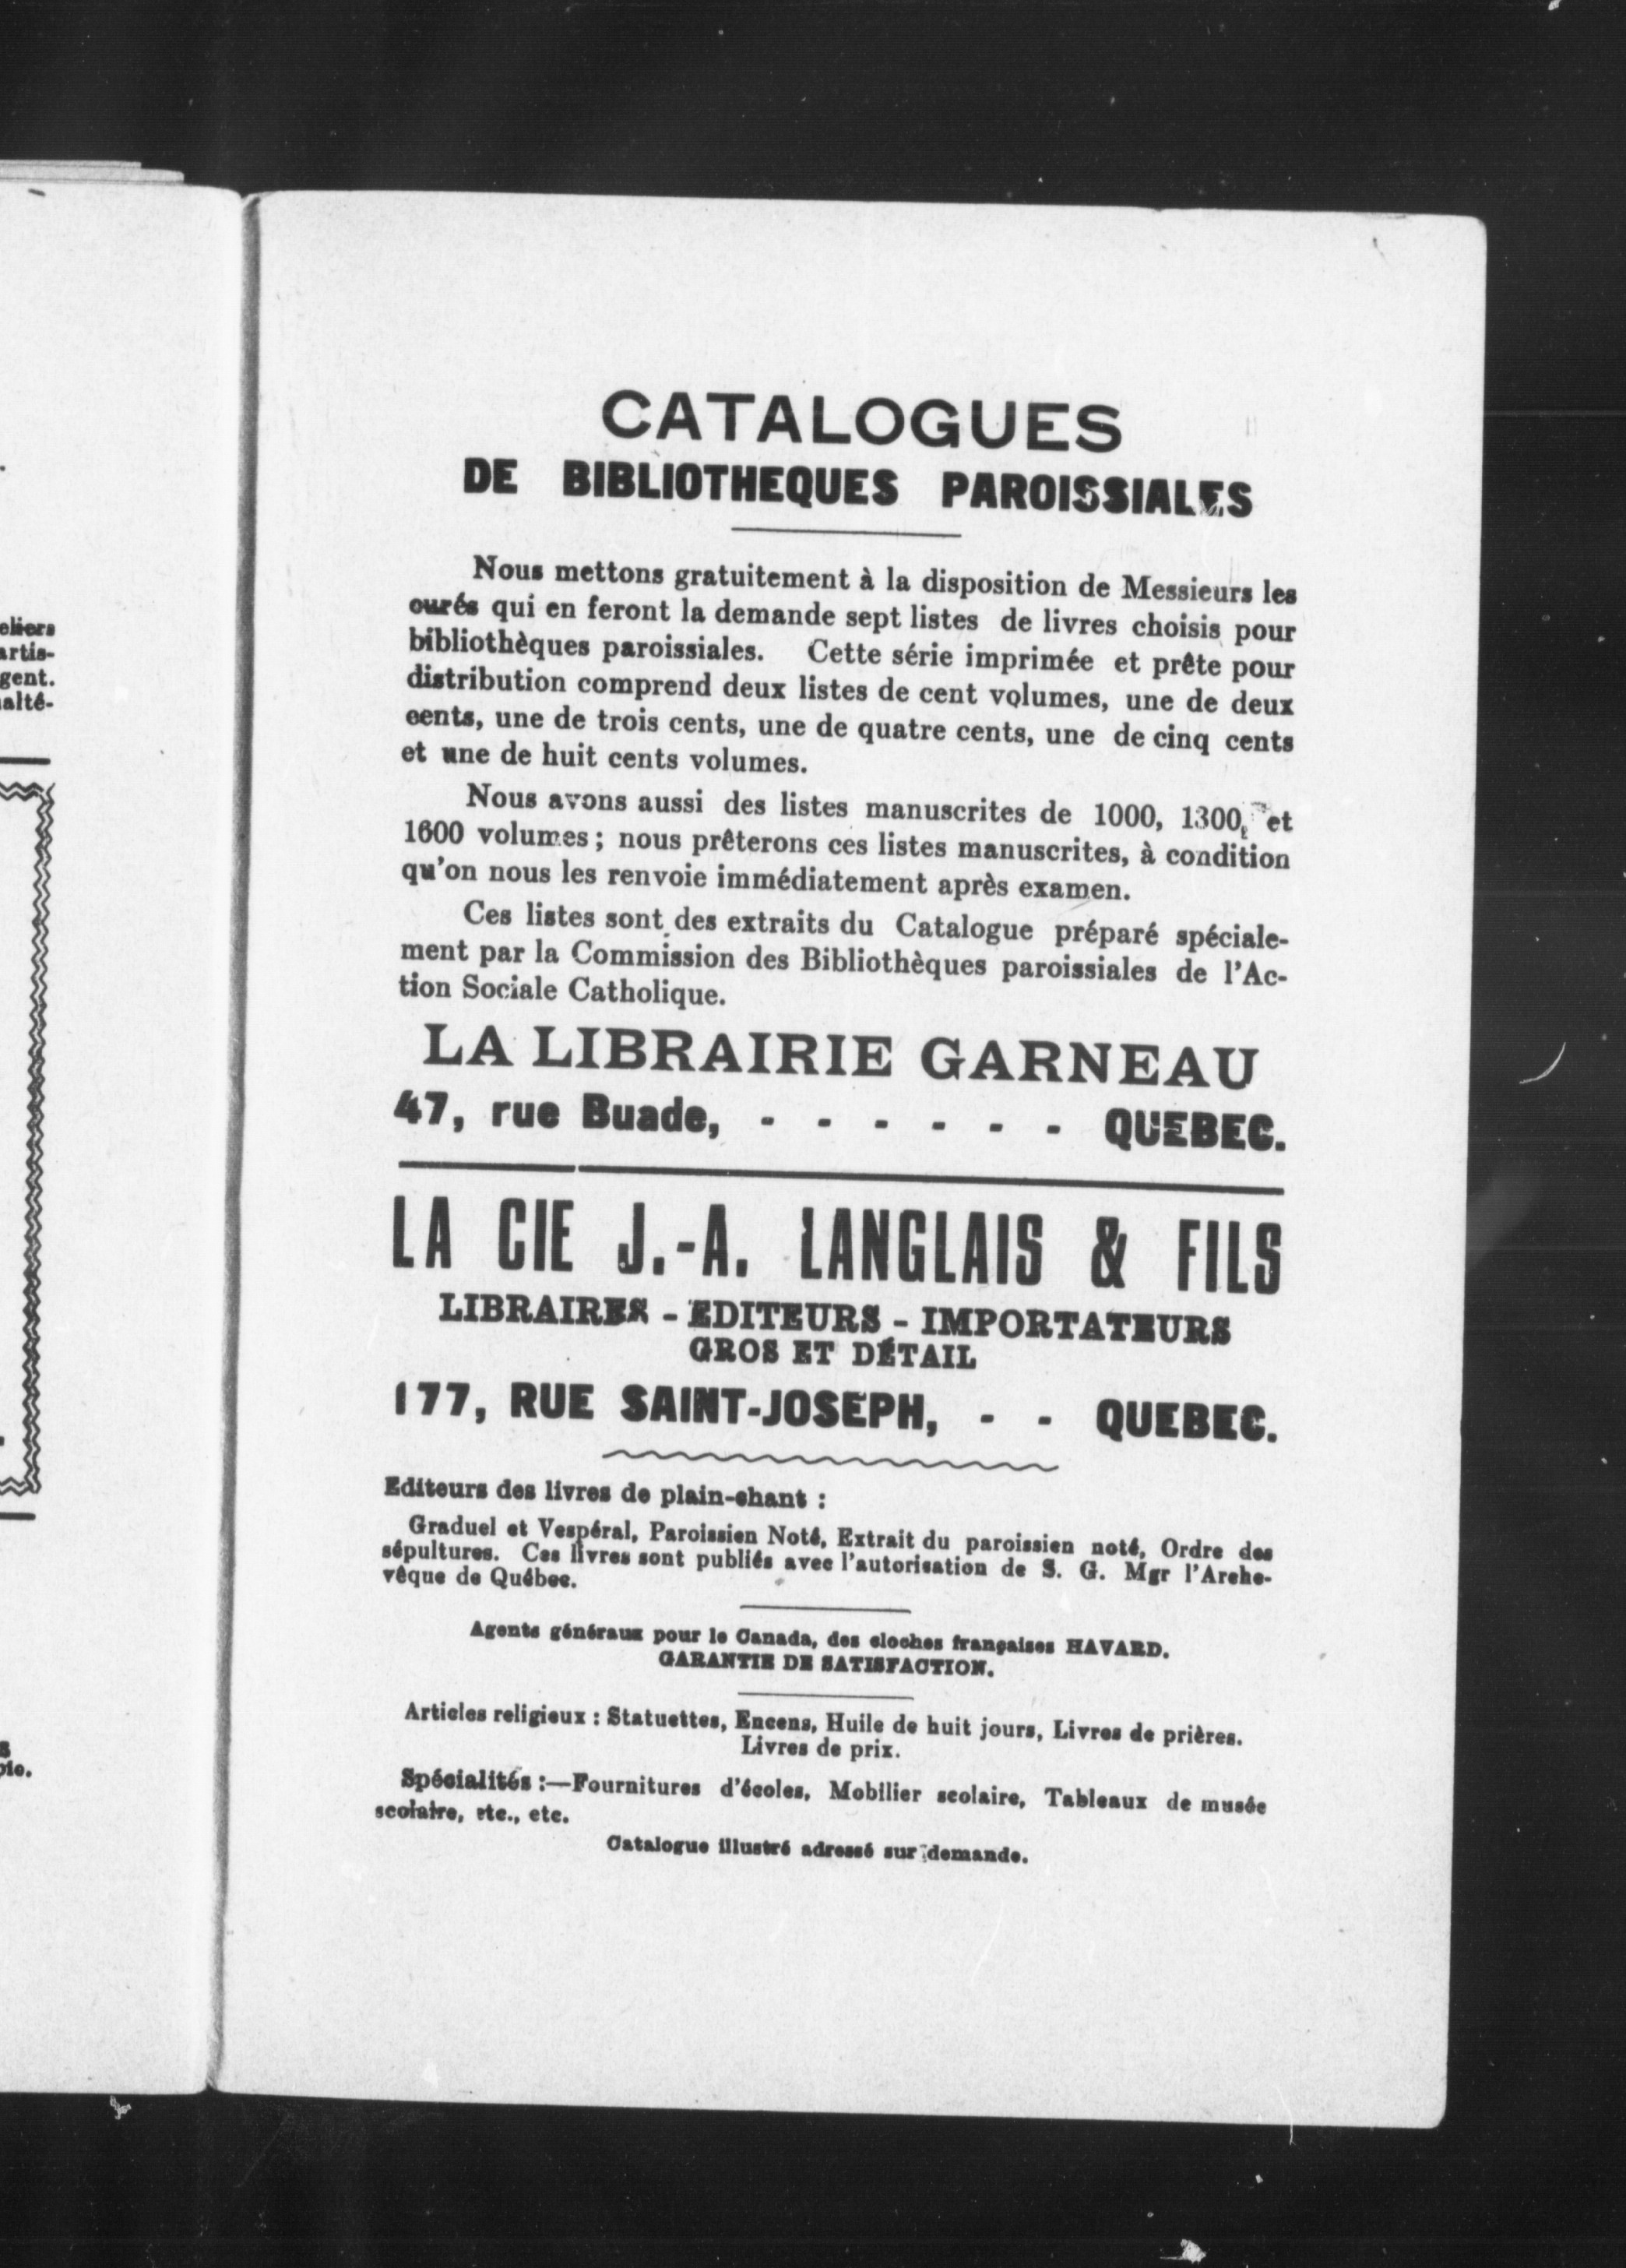 eliers
artis-
gent.
alté-
CATALOGUES
DE BIBLIOTHEQUES PAROISSIALES
Nous mettons gratuitement à la disposition de Messieurs les
curés qui en feront la demande sept listes de livres choisis pour
bibliothèques paroissiales. Cette série imprimée et prête pour
distribution comprend deux listes de cent volumes, une de deux
cents, une de trois cents, une de quatre cents, une de cinq cents
et une de huit cents volumes.
Nous avons aussi des listes manuscrites de 1000, 1300, et
1600 volumes ; nous prêterons ces listes manuscrites, à condition
qu'on nous les renvoie immédiatement après examen.
Ces listes sont des extraits du Catalogue préparé spéciale-
ment par la Commission des Bibliothèques paroissiales de l'Ac-
tion Sociale Catholique.
LA LIBRAIRIE GARNEAU
47, rue Buade, - - - - - - QUEBEC.
LA CIE J.-A. LANGLAIS & FILS
LIBRAIRES - EDITEURS - IMPORTATEURS
GROS ET DÉTAIL
177, RUE SAINT-JOSEPH, - - QUEBEC.
Editeurs des livres de plain-chant :
Graduel et Vespéral, Paroissien Noté, Extrait du paroissien noté, Ordre des
sépultures. Ces livres sont publiés avec l'autorisation de S. G. Mgr l'Arche-
vêque de Québec.
Agents généraux pour le Canada, des cloches françaises HAVARD.
GARANTIE DE SATISFACTION.
Articles religieux : Statuettes, Encens, Huile de huit jours, Livres de prières.
Livres de prix.
Spécialités :—Fournitures d'écoles, Mobilier scolaire, Tableaux de musée
scolaire, etc., etc.
Catalogue illustré adressé sur demande.